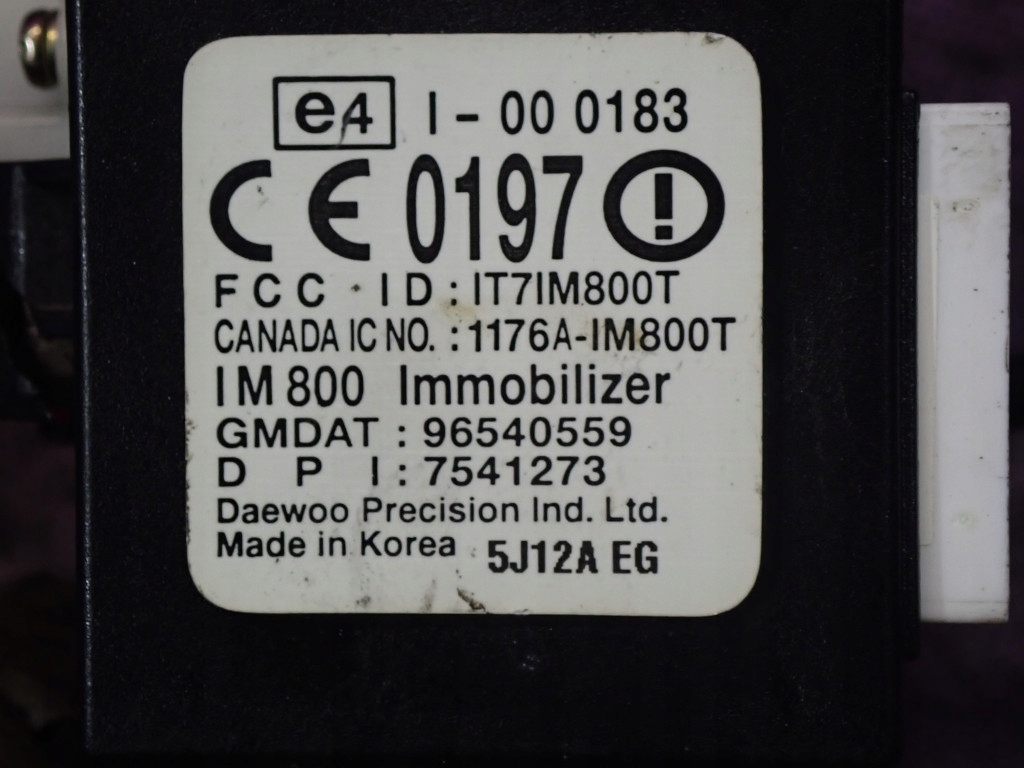 e4 I - 00 0183
CE 0197 !
FCC ID : IT7IM800T
CANADA IC NO. : 1176A-IM800T
IM 800 Immobilizer
GMDAT : 96540559
D P I : 7541273
Daewoo Precision Ind. Ltd.
Made in Korea 5J12A EG